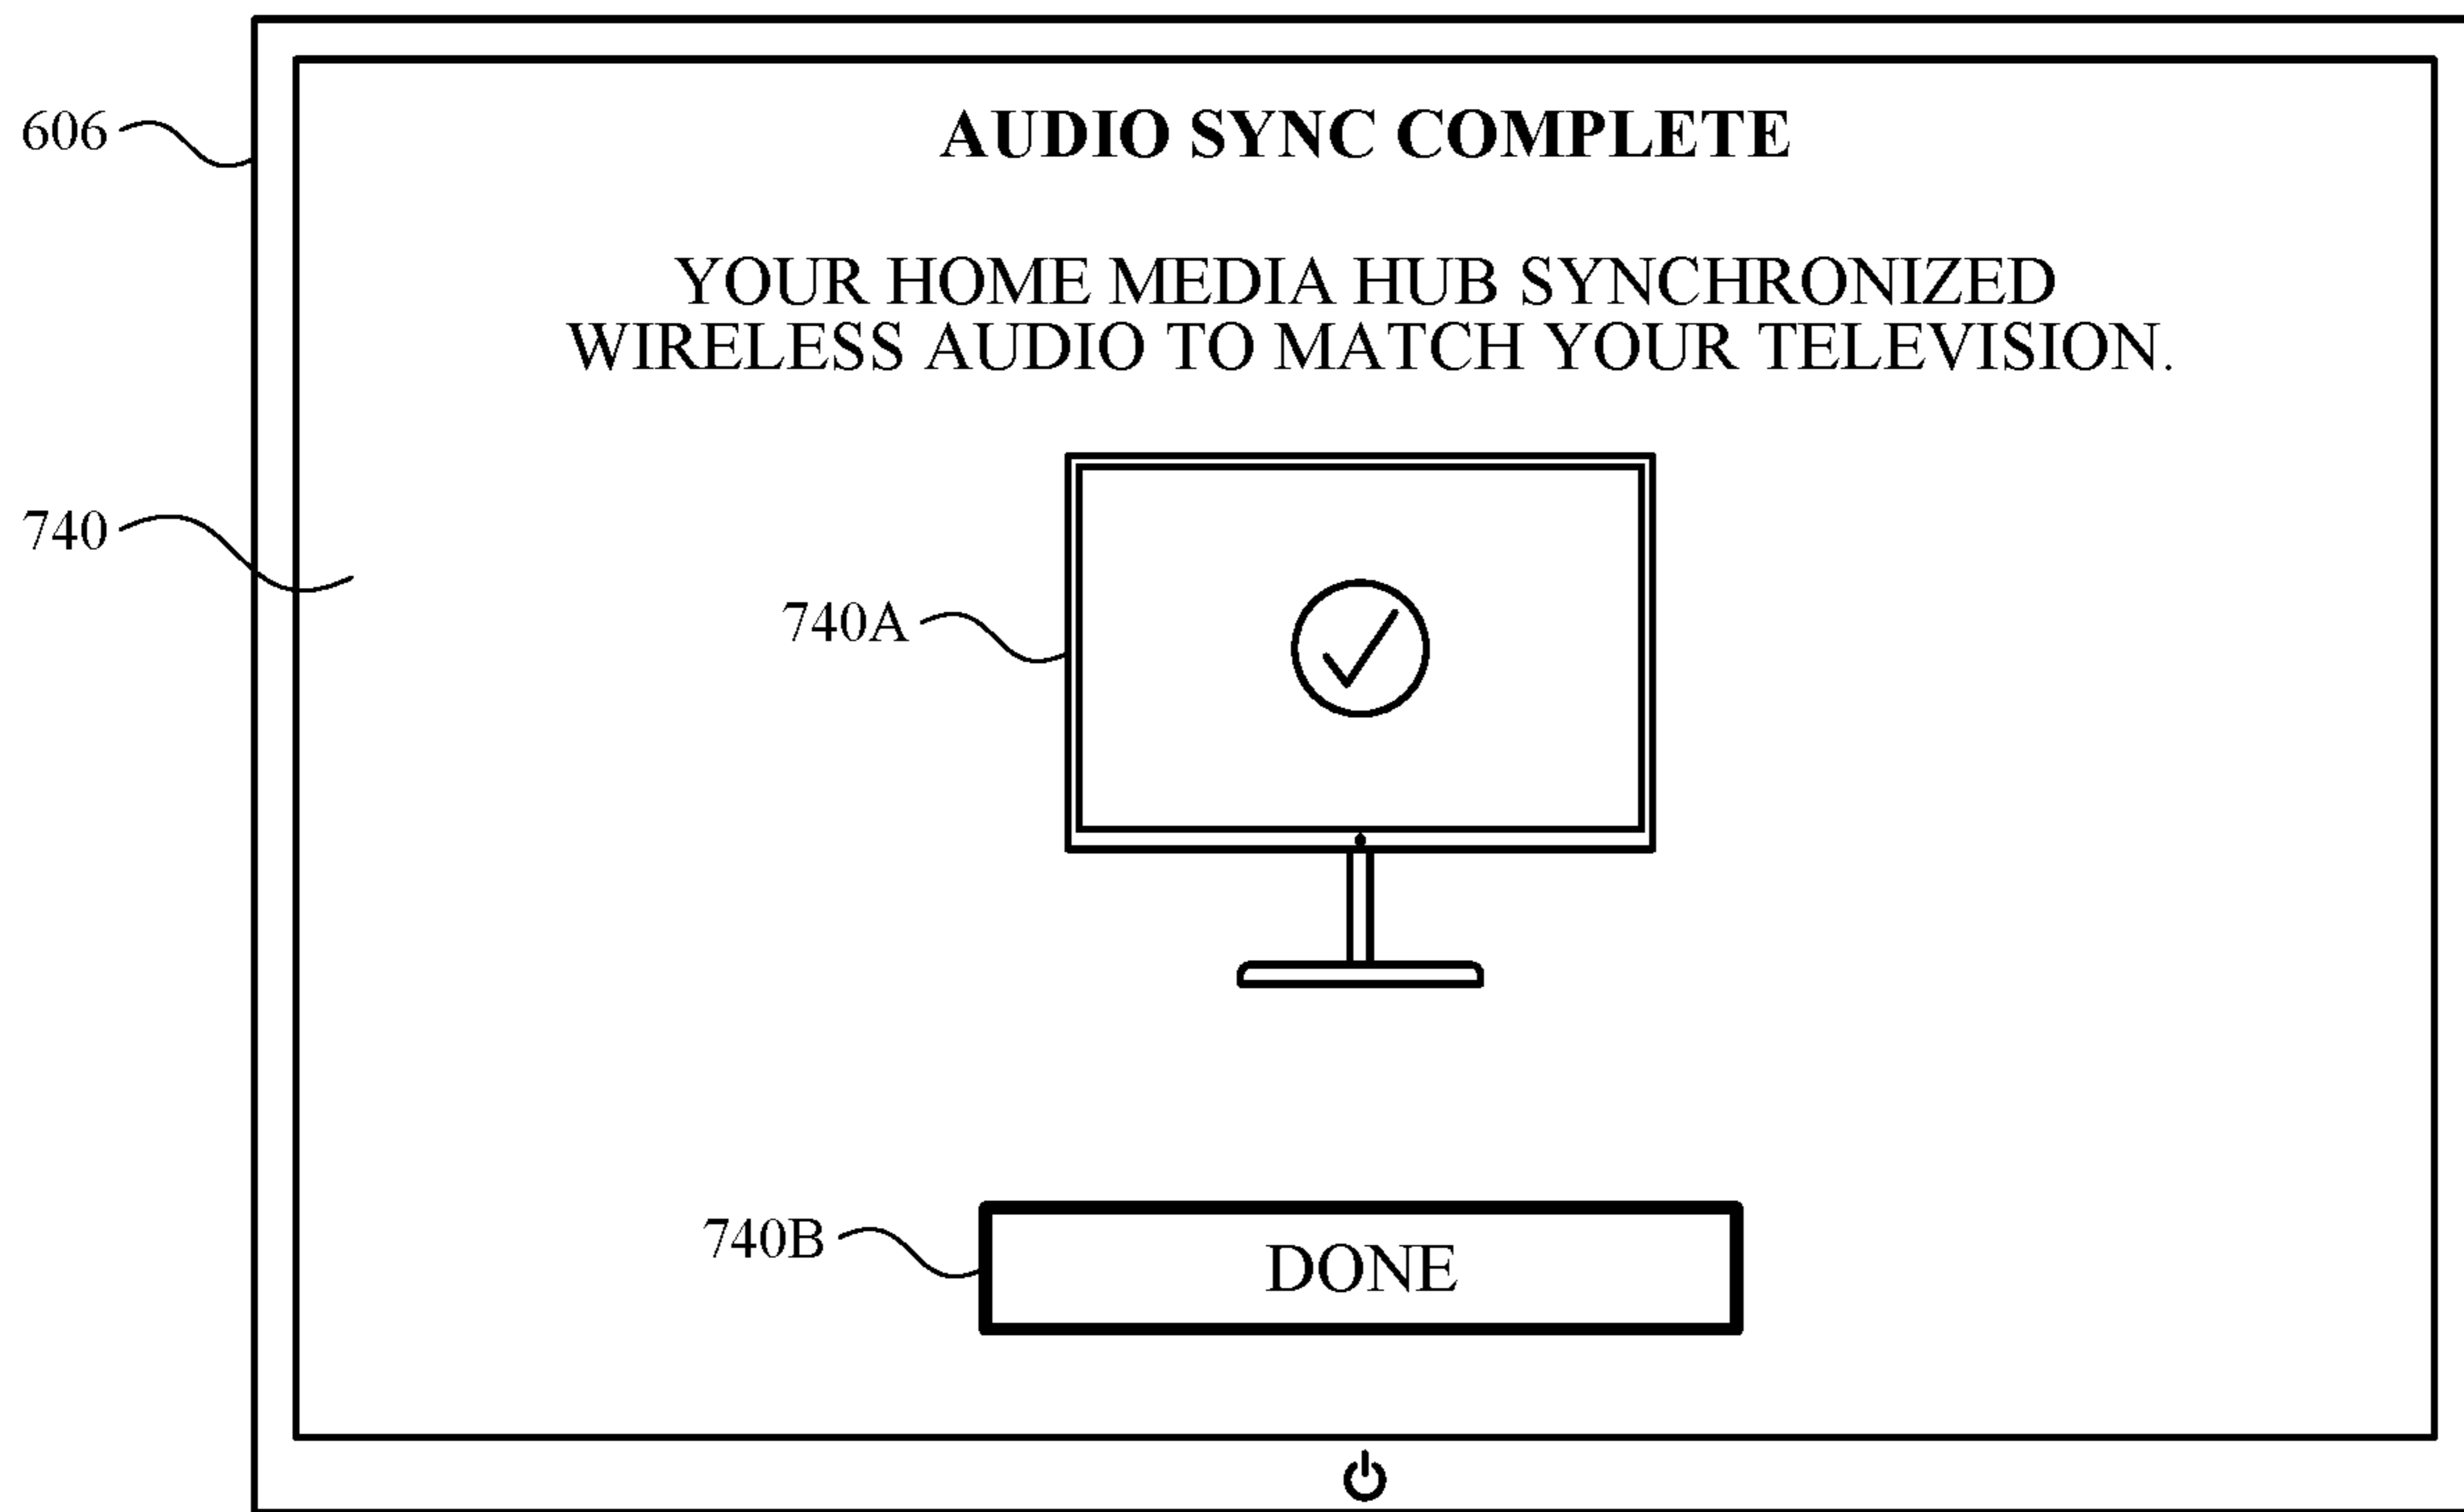 606
AUDIO SYNC COMPLETE
YOUR HOME MEDIA HUB SYNCHRONIZED
WIRELESS AUDIO TO MATCH YOUR TELEVISION.
740
740A
740B
DONE